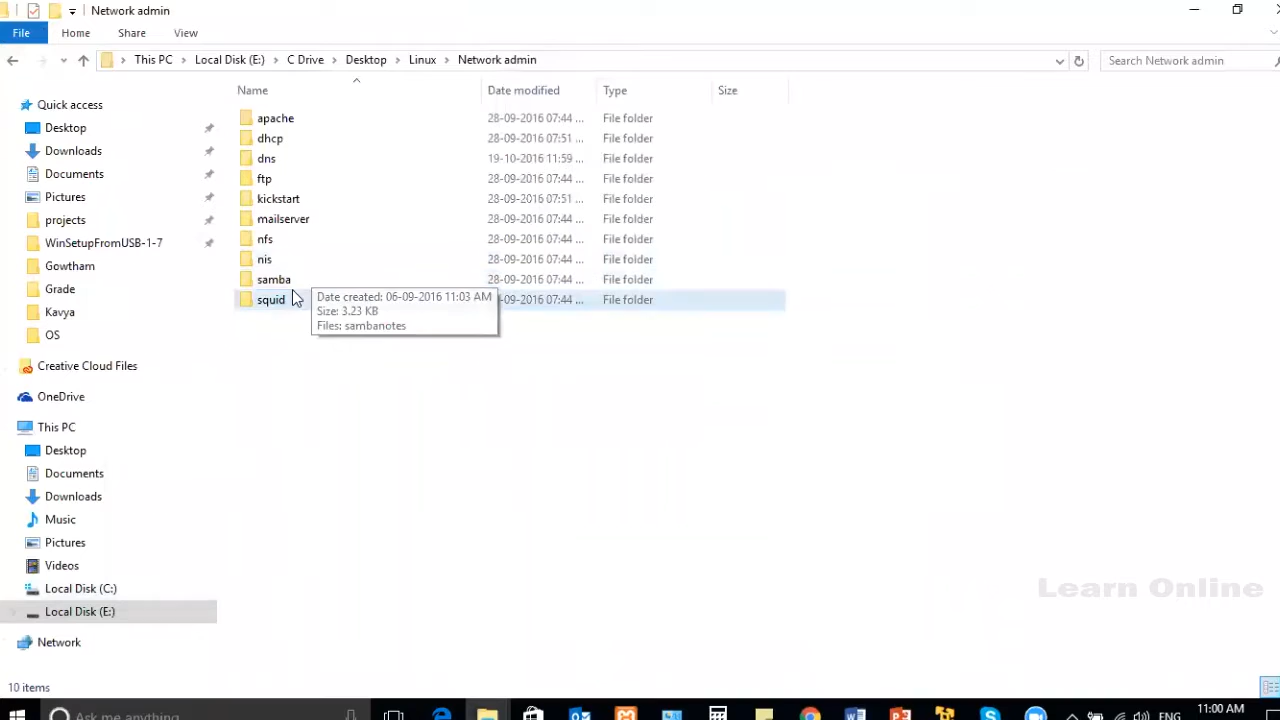 Network admin
File Home Share View
This PC Local Disk (E:) C Drive Desktop Linux Network admin Search Network admin
Name Date modified Type Size
Quick access
Desktop
Downloads
Documents
Pictures
projects
WinSetupFromUSB-1-7
Gowtham
Grade
Kavya
OS
Creative Cloud Files
OneDrive
This PC
Desktop
Documents
Downloads
Music
Pictures
Videos
Local Disk (C:)
Local Disk (E:)
Network
apache 28-09-2016 07:44 ... File folder
dhcp 28-09-2016 07:51 ... File folder
dns 19-10-2016 11:59 ... File folder
ftp 28-09-2016 07:44 ... File folder
kickstart 28-09-2016 07:51 ... File folder
mailserver 28-09-2016 07:44 ... File folder
nfs 28-09-2016 07:44 ... File folder
nis 28-09-2016 07:44 ... File folder
samba 28-09-2016 07:44 ... File folder
squid -09-2016 07:44 ... File folder
Date created: 06-09-2016 11:03 AM
Size: 3.23 KB
Files: sambanotes
Learn Online
10 items
Ask me anything ENG 11:00 AM